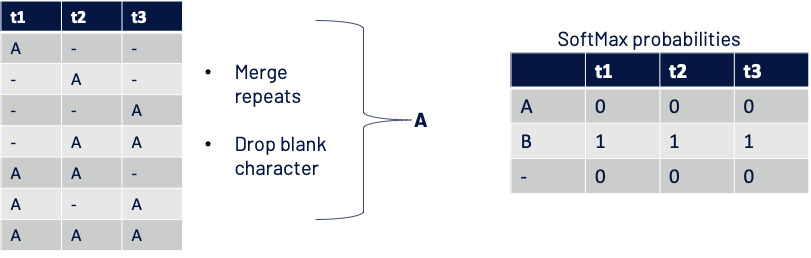 t1 t2 t3
A - -
- A -
- - A
- A A
A A -
A - A
A A A
• Merge
repeats
• Drop blank
character
A
SoftMax probabilities
t1 t2 t3
A 0 0 0
B 1 1 1
- 0 0 0